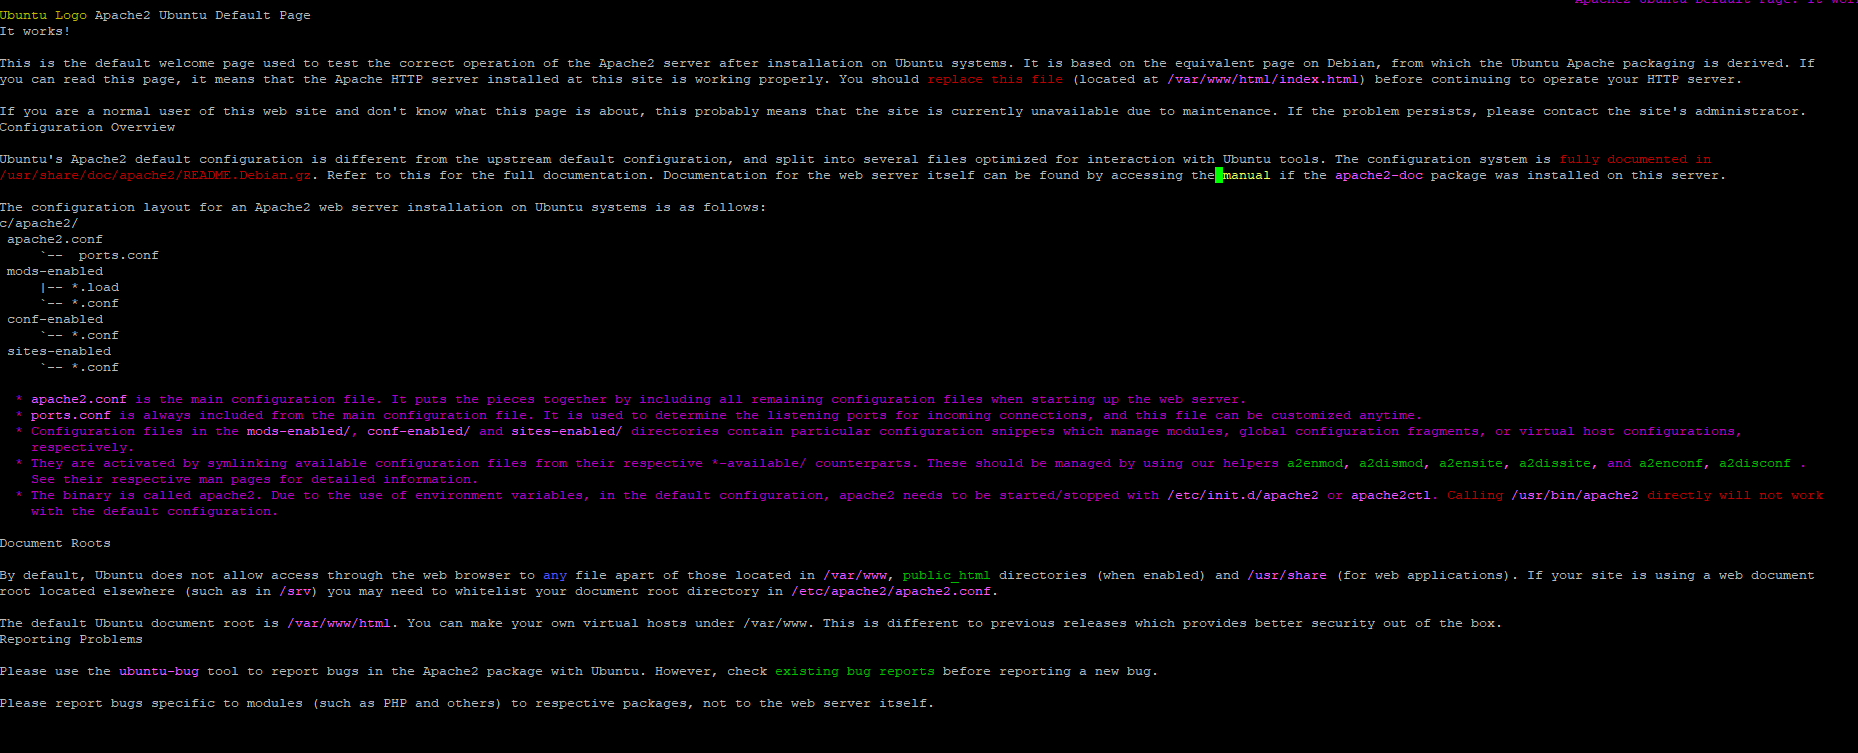 Apache2 Ubuntu Default Page: It wor
Ubuntu Logo Apache2 Ubuntu Default Page
It works!
This is the default welcome page used to test the correct operation of the Apache2 server after installation on Ubuntu systems. It is based on the equivalent page on Debian, from which the Ubuntu Apache packaging is derived. If
you can read this page, it means that the Apache HTTP server installed at this site is working properly. You should replace this file (located at /var/www/html/index.html) before continuing to operate your HTTP server.
If you are a normal user of this web site and don't know what this page is about, this probably means that the site is currently unavailable due to maintenance. If the problem persists, please contact the site's administrator.
Configuration Overview
Ubuntu's Apache2 default configuration is different from the upstream default configuration, and split into several files optimized for interaction with Ubuntu tools. The configuration system is fully documented in
/usr/share/doc/apache2/README.Debian.gz. Refer to this for the full documentation. Documentation for the web server itself can be found by accessing the manual if the apache2-doc package was installed on this server.
The configuration layout for an Apache2 web server installation on Ubuntu systems is as follows:
c/apache2/
apache2.conf
`--  ports.conf
mods-enabled
|-- *.load
`-- *.conf
conf-enabled
`-- *.conf
sites-enabled
`-- *.conf
* apache2.conf is the main configuration file. It puts the pieces together by including all remaining configuration files when starting up the web server.
* ports.conf is always included from the main configuration file. It is used to determine the listening ports for incoming connections, and this file can be customized anytime.
* Configuration files in the mods-enabled/, conf-enabled/ and sites-enabled/ directories contain particular configuration snippets which manage modules, global configuration fragments, or virtual host configurations,
respectively.
* They are activated by symlinking available configuration files from their respective *-available/ counterparts. These should be managed by using our helpers a2enmod, a2dismod, a2ensite, a2dissite, and a2enconf, a2disconf .
See their respective man pages for detailed information.
* The binary is called apache2. Due to the use of environment variables, in the default configuration, apache2 needs to be started/stopped with /etc/init.d/apache2 or apache2ctl. Calling /usr/bin/apache2 directly will not work
with the default configuration.
Document Roots
By default, Ubuntu does not allow access through the web browser to any file apart of those located in /var/www, public_html directories (when enabled) and /usr/share (for web applications). If your site is using a web document
root located elsewhere (such as in /srv) you may need to whitelist your document root directory in /etc/apache2/apache2.conf.
The default Ubuntu document root is /var/www/html. You can make your own virtual hosts under /var/www. This is different to previous releases which provides better security out of the box.
Reporting Problems
Please use the ubuntu-bug tool to report bugs in the Apache2 package with Ubuntu. However, check existing bug reports before reporting a new bug.
Please report bugs specific to modules (such as PHP and others) to respective packages, not to the web server itself.